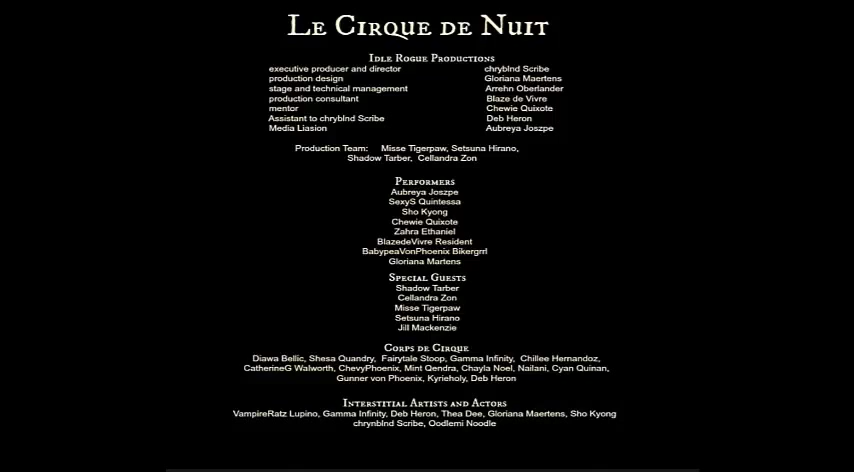 Le Cirque de Nuit
Idle Rogue Productions
executive producer and director chryblnd Scribe
production design Gloriana Maertens
stage and technical management Arrehn Oberlander
production consultant Blaze de Vivre
mentor Chewie Quixote
Assistant to chryblnd Scribe Deb Heron
Media Liasion Aubreya Joszpe
Production Team: Misse Tigerpaw, Setsuna Hirano,
Shadow Tarber, Cellandra Zon
Performers
Aubreya Joszpe
SexyS Quintessa
Sho Kyong
Chewie Quixote
Zahra Ethaniel
BlazedeVivre Resident
BabypeaVonPhoenix Bikergrrl
Gloriana Martens
Special Guests
Shadow Tarber
Cellandra Zon
Misse Tigerpaw
Setsuna Hirano
Jill Mackenzie
Corps de Cirque
Diawa Bellic, Shesa Quandry, Fairytale Stoop, Gamma Infinity, Chillee Hernandoz,
CatherineG Walworth, ChevyPhoenix, Mint Qendra, Chayla Noel, Nailani, Cyan Quinan,
Gunner von Phoenix, Kyrieholy, Deb Heron
Interstitial Artists and Actors
VampireRatz Lupino, Gamma Infinity, Deb Heron, Thea Dee, Gloriana Maertens, Sho Kyong
chrynblnd Scribe, Oodlemi Noodle